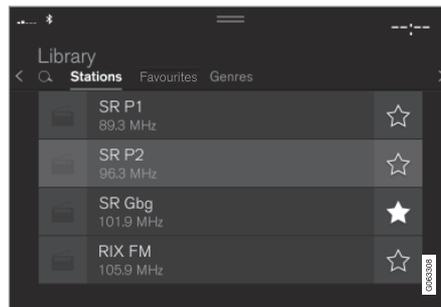 --:--
Library
Stations Favourites Genres
SR P1
89.3 MHz
SR P2
96.3 MHz
SR Gbg
101.9 MHz
RIX FM
105.9 MHz
G063308